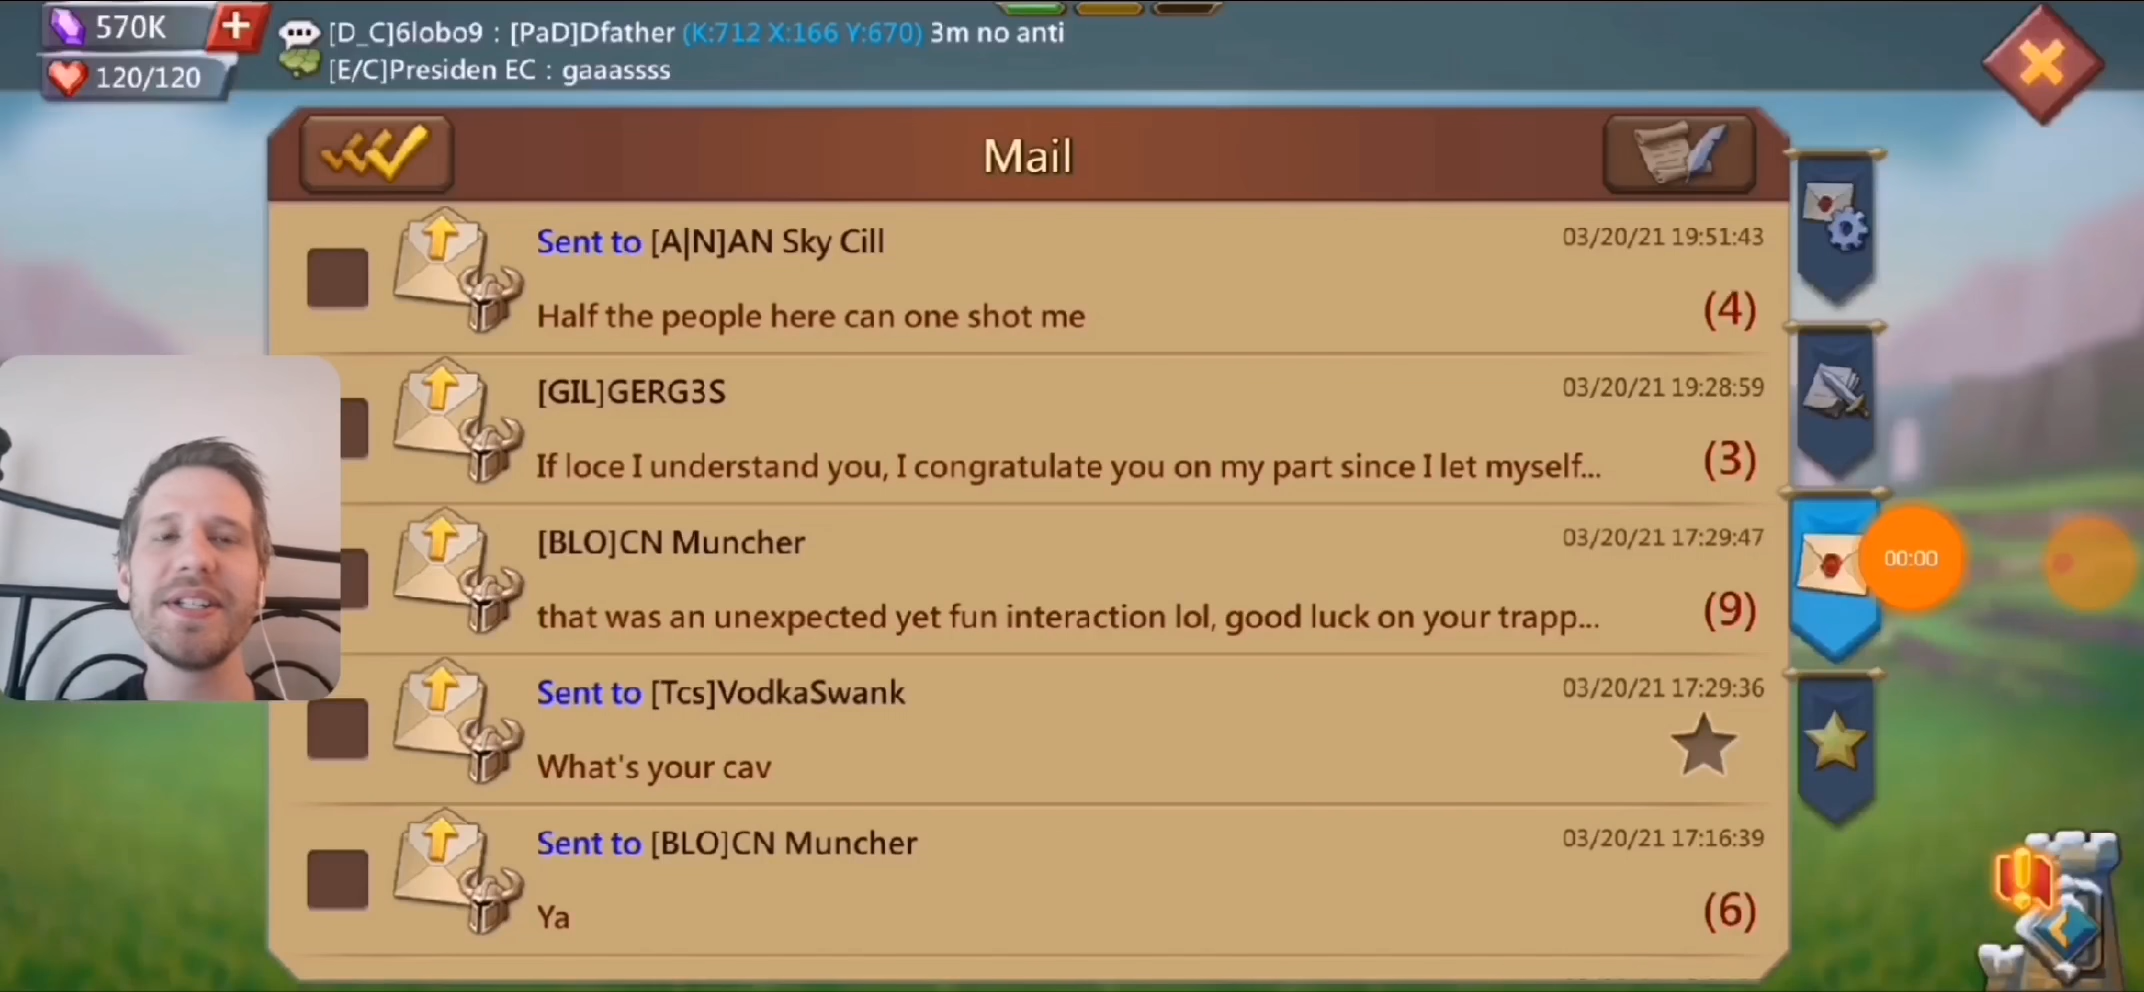 570K
[D_C]6lobo9 : [PaD]Dfather (K:712 X:166 Y:670) 3m no anti
120/120
[E/C]Presiden EC : gaaassss
Mail
Sent to [A|N]AN Sky Cill
03/20/21 19:51:43
Half the people here can one shot me
(4)
[GIL]GERG3S
03/20/21 19:28:59
If loce I understand you, I congratulate you on my part since I let myself...
(3)
[BLO]CN Muncher
03/20/21 17:29:47
that was an unexpected yet fun interaction lol, good luck on your trapp...
(9)
00:00
Sent to [Tcs]VodkaSwank
03/20/21 17:29:36
What's your cav
Sent to [BLO]CN Muncher
03/20/21 17:16:39
Ya
(6)